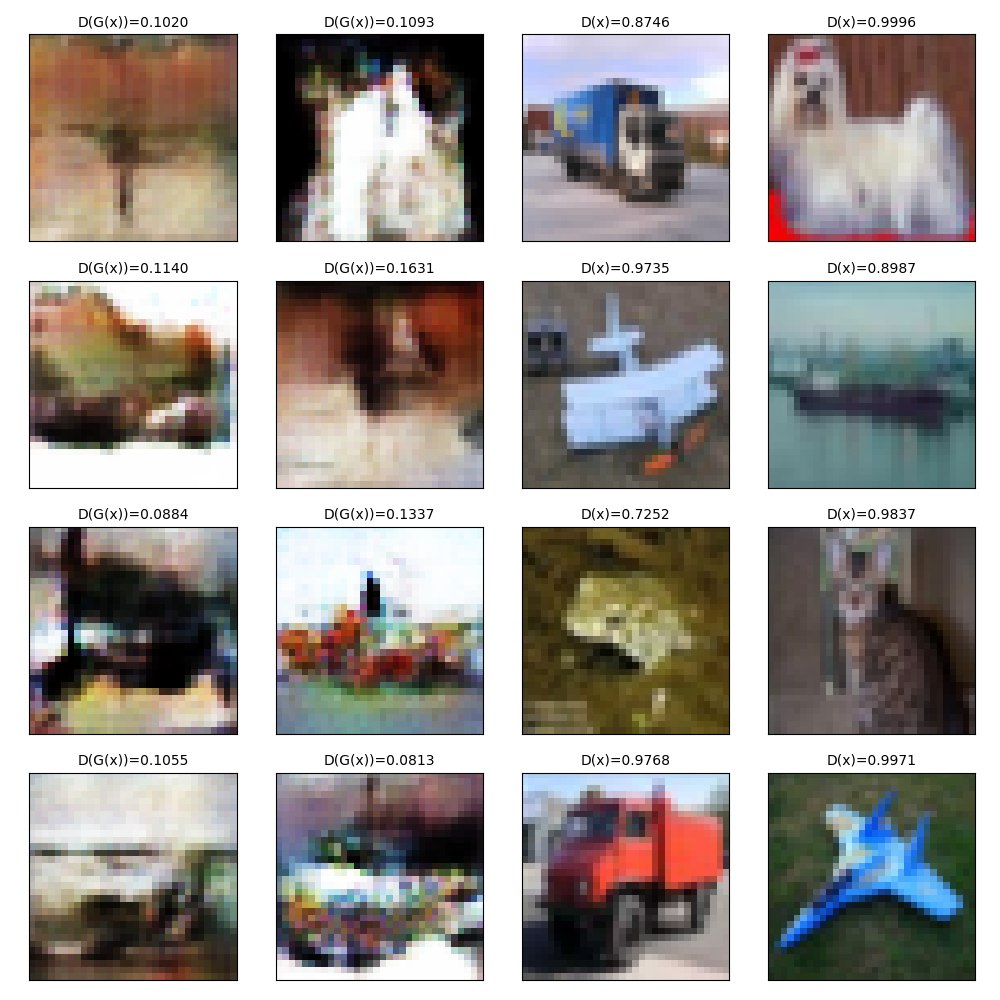 D(G(x))=0.1020 D(G(x))=0.1093 D(x)=0.8746 D(x)=0.9996
D(G(x))=0.1140 D(G(x))=0.1631 D(x)=0.9735 D(x)=0.8987
D(G(x))=0.0884 D(G(x))=0.1337 D(x)=0.7252 D(x)=0.9837
D(G(x))=0.1055 D(G(x))=0.0813 D(x)=0.9768 D(x)=0.9971